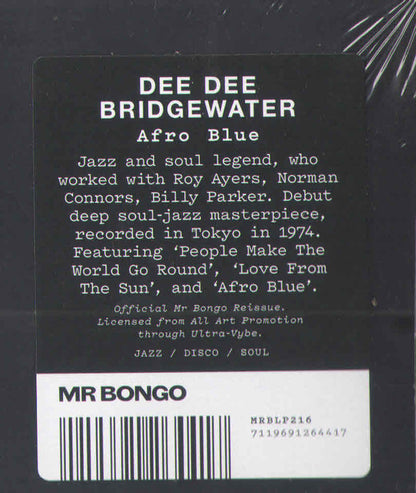 DEE DEE
BRIDGEWATER
Afro Blue
Jazz and soul legend, who
worked with Roy Ayers, Norman
Connors, Billy Parker. Debut
deep soul-jazz masterpiece,
recorded in Tokyo in 1974.
Featuring ‘People Make The
World Go Round’, ‘Love From
The Sun’, and ‘Afro Blue’.
Official Mr Bongo Reissue.
Licensed from All Art Promotion
through Ultra-Vybe.
JAZZ / DISCO / SOUL
MR BONGO
MRBLP216
7119691264417